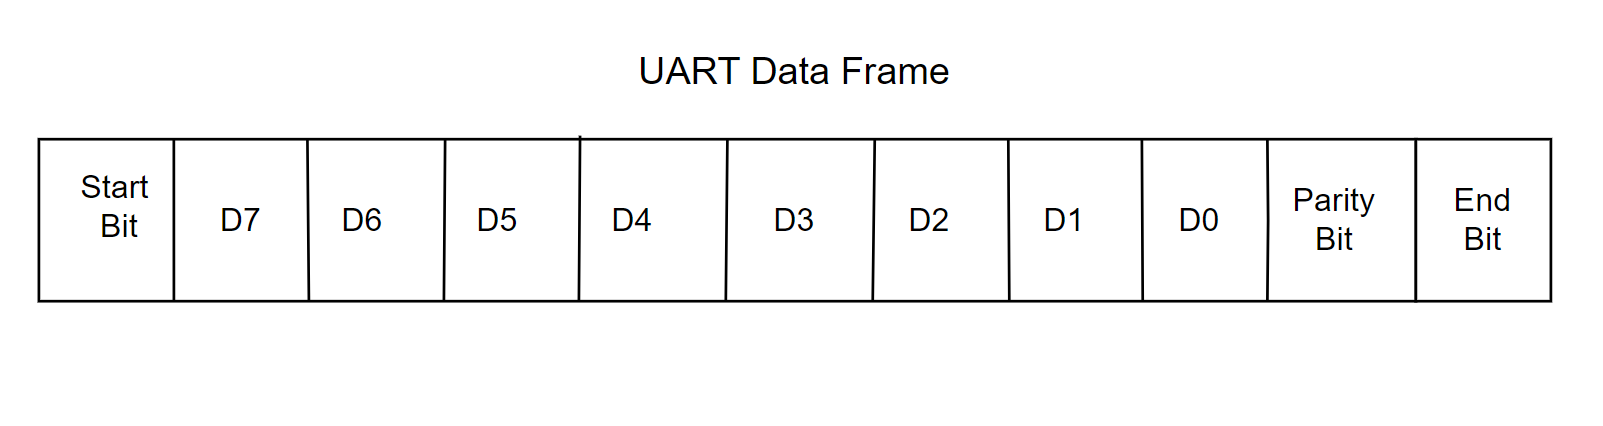 UART Data Frame
Start
Bit
D7
D6
D5
D4
D3
D2
D1
D0
Parity
Bit
End
Bit